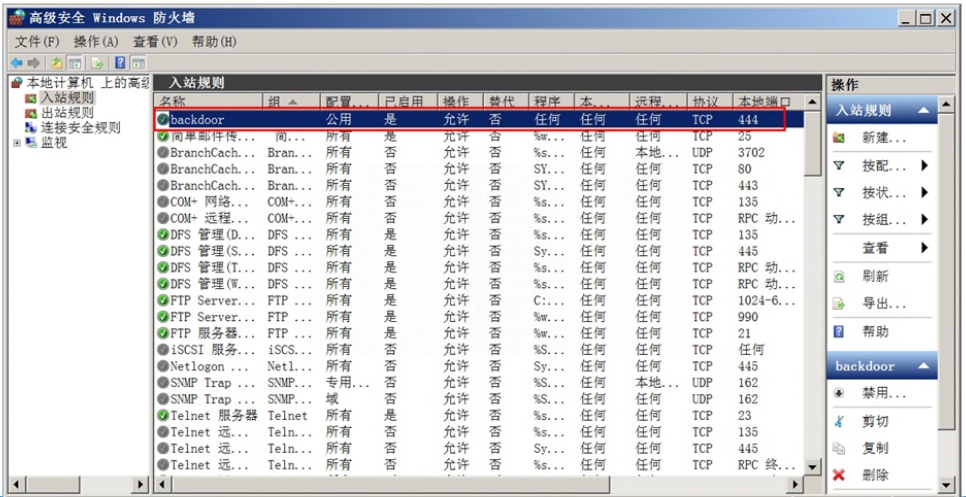 高级安全 Windows 防火墙
文件(F) 操作(A) 查看(V) 帮助(H)
本地计算机 上的高级
入站规则
出站规则
连接安全规则
监视
入站规则
名称 组 配置... 已启用 操作 替代 程序 本... 远程... 协议 本地端口
backdoor 公用 是 允许 否 任何 任何 任何 TCP 444
简单邮件传... 简... 所有 是 允许 否 %w... 任何 任何 TCP 25
BranchCach... Bran... 所有 否 允许 否 %s... 任何 本地... UDP 3702
BranchCach... Bran... 所有 否 允许 否 SY... 任何 任何 TCP 80
BranchCach... Bran... 所有 否 允许 否 SY... 任何 任何 TCP 443
COM+ 网络... COM+... 所有 否 允许 否 %s... 任何 任何 TCP 135
COM+ 远程... COM+... 所有 否 允许 否 %s... 任何 任何 TCP RPC 动...
DFS 管理(D... DFS ... 所有 是 允许 否 %s... 任何 任何 TCP 135
DFS 管理(S... DFS ... 所有 是 允许 否 Sy... 任何 任何 TCP 445
DFS 管理(T... DFS ... 所有 是 允许 否 %s... 任何 任何 TCP RPC 动...
DFS 管理(W... DFS ... 所有 是 允许 否 %s... 任何 任何 TCP RPC 动...
FTP Server... FTP ... 所有 是 允许 否 C:... 任何 任何 TCP 1024-6...
FTP Server... FTP ... 所有 是 允许 否 %w... 任何 任何 TCP 990
FTP 服务器... FTP ... 所有 是 允许 否 %w... 任何 任何 TCP 21
iSCSI 服务... iSCS... 所有 否 允许 否 %S... 任何 任何 TCP 任何
Netlogon ... Netl... 所有 否 允许 否 Sy... 任何 任何 TCP 445
SNMP Trap ... SNMP... 专用... 否 允许 否 %S... 任何 本地... UDP 162
SNMP Trap ... SNMP... 域 否 允许 否 %S... 任何 任何 UDP 162
Telnet 服务器 Telnet 所有 是 允许 否 %s... 任何 任何 TCP 23
Telnet 远... Teln... 所有 否 允许 否 %s... 任何 任何 TCP 135
Telnet 远... Teln... 所有 否 允许 否 Sy... 任何 任何 TCP 445
Telnet 远... Teln... 所有 否 允许 否 %s... 任何 任何 TCP RPC 终...
操作
入站规则
新建...
按配...
按状...
按组...
查看
刷新
导出...
帮助
backdoor
禁用...
剪切
复制
删除